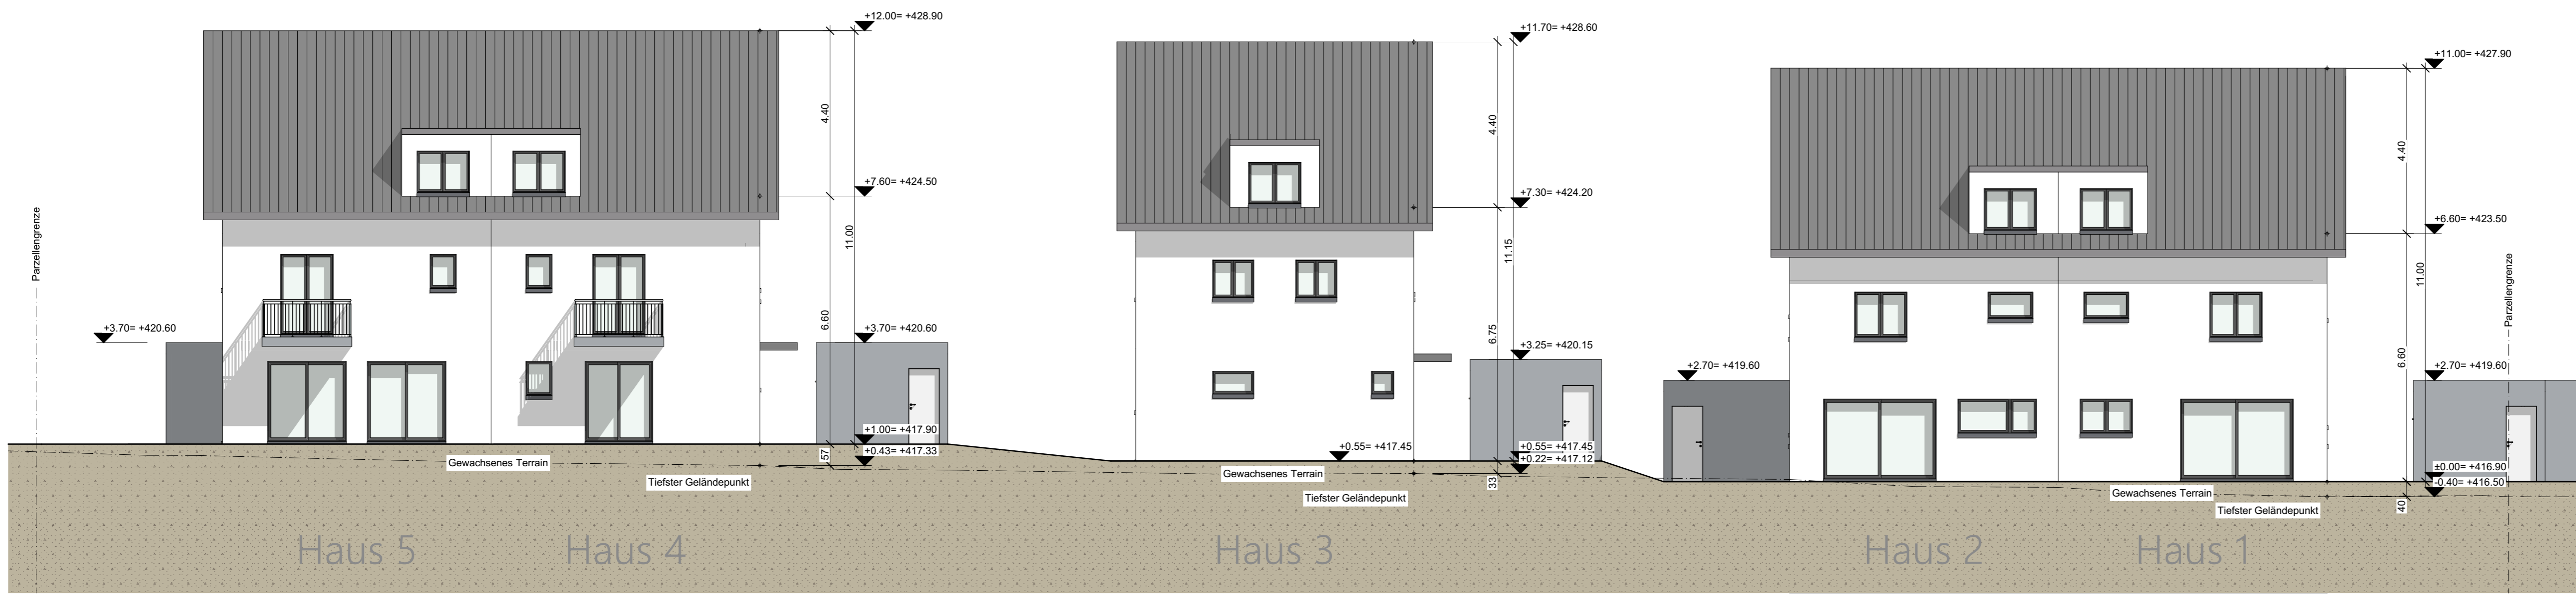 Parzellengrenze
+3.70= +420.60
+12.00= +428.90
4.40
+7.60= +424.50
11.00
6.60
+3.70= +420.60
+1.00= +417.90
+0.43= +417.33
57
Gewachsenes Terrain
Tiefster Geländepunkt
Haus 5
Haus 4
+11.70= +428.60
4.40
+7.30= +424.20
11.15
6.75
+3.25= +420.15
+0.55= +417.45
+0.55= +417.45
+0.22= +417.12
33
Gewachsenes Terrain
Tiefster Geländepunkt
Haus 3
+2.70= +419.60
+11.00= +427.90
4.40
+6.60= +423.50
11.00
6.60
Parzellengrenze
+2.70= +419.60
±0.00= +416.90
-0.40= +416.50
40
Gewachsenes Terrain
Tiefster Geländepunkt
Haus 2
Haus 1